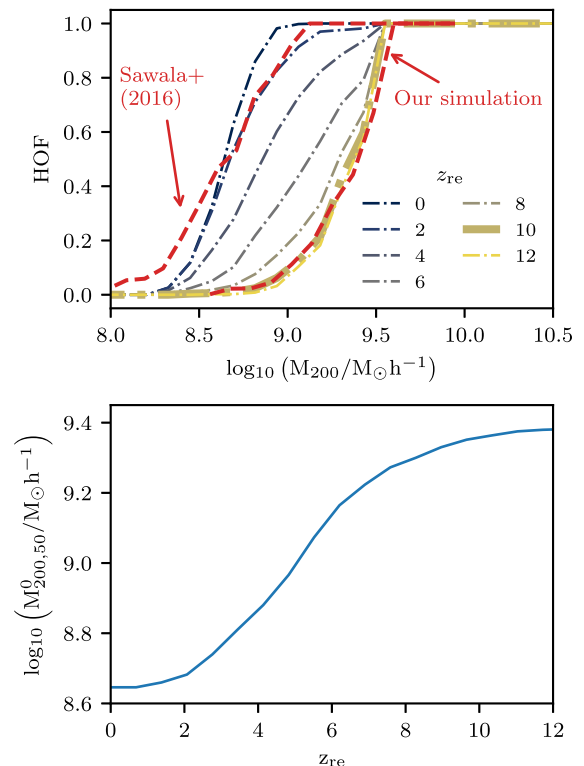 1.0
0.8
0.6
0.4
0.2
0.0
HOF
Sawala+
(2016)
Our simulation
z_re
0
2
4
6
8
10
12
8.0 8.5 9.0 9.5 10.0 10.5
log₁₀ (M₂₀₀/M⊙h⁻¹)
9.4
9.2
9.0
8.8
8.6
log₁₀ (M⁰₂₀₀,₅₀/M⊙h⁻¹)
0 2 4 6 8 10 12
z_re